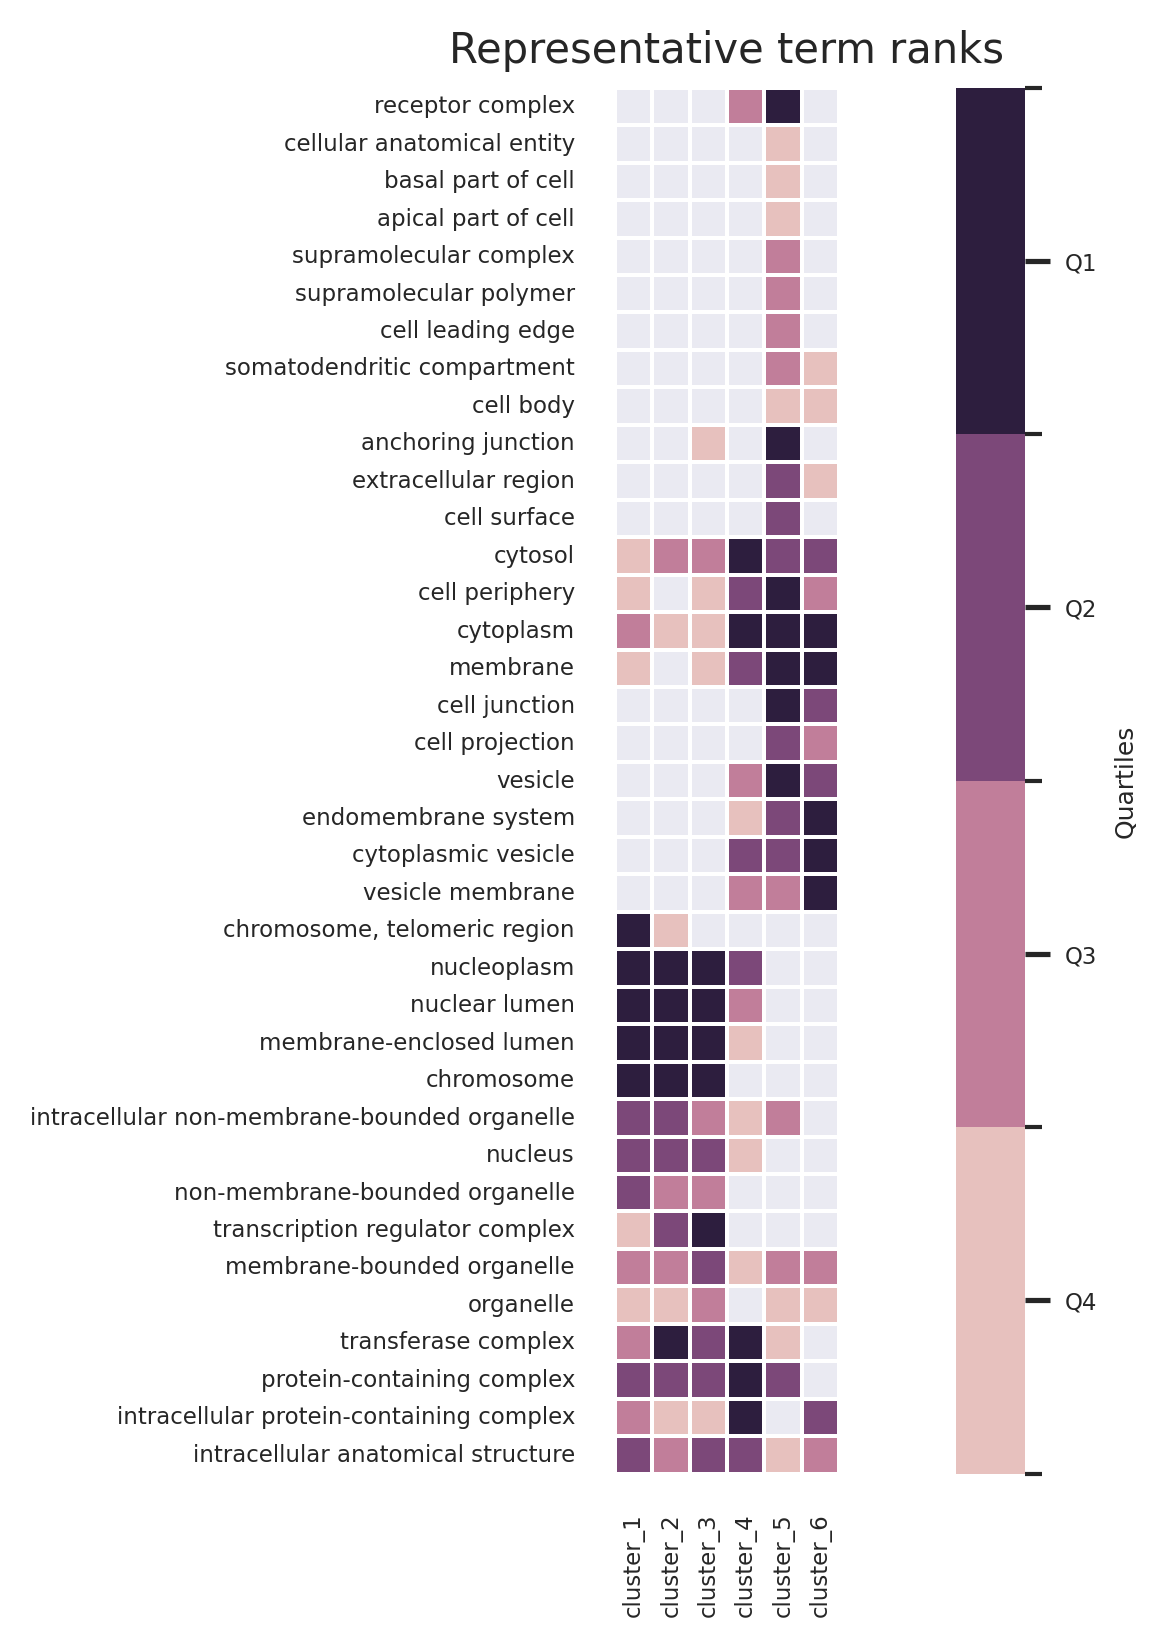 Representative term ranks
receptor complex
cellular anatomical entity
basal part of cell
apical part of cell
supramolecular complex
supramolecular polymer
cell leading edge
somatodendritic compartment
cell body
anchoring junction
extracellular region
cell surface
cytosol
cell periphery
cytoplasm
membrane
cell junction
cell projection
vesicle
endomembrane system
cytoplasmic vesicle
vesicle membrane
chromosome, telomeric region
nucleoplasm
nuclear lumen
membrane-enclosed lumen
chromosome
intracellular non-membrane-bounded organelle
nucleus
non-membrane-bounded organelle
transcription regulator complex
membrane-bounded organelle
organelle
transferase complex
protein-containing complex
intracellular protein-containing complex
intracellular anatomical structure
cluster_1
cluster_2
cluster_3
cluster_4
cluster_5
cluster_6
Q1
Q2
Q3
Q4
Quartiles